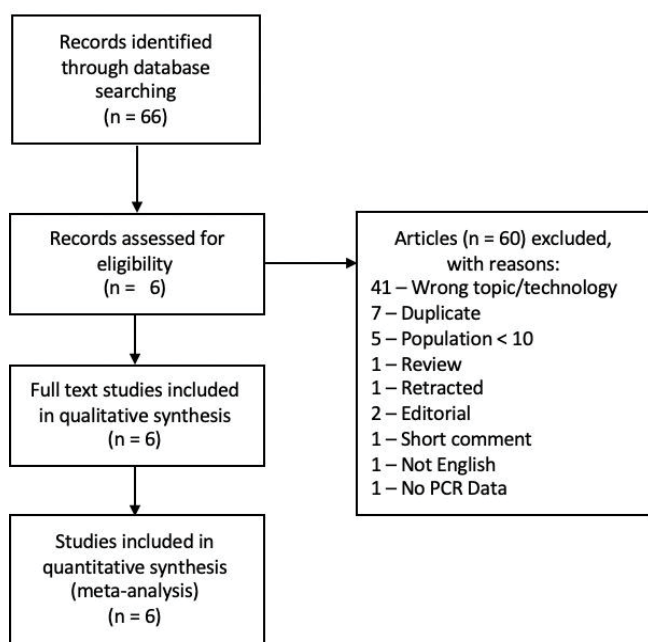 Records identified
through database
searching
(n = 66)
Records assessed for
eligibility
(n = 6)
Articles (n = 60) excluded,
with reasons:
41 – Wrong topic/technology
7 – Duplicate
5 – Population < 10
1 – Review
1 – Retracted
2 – Editorial
1 – Short comment
1 – Not English
1 – No PCR Data
Full text studies included
in qualitative synthesis
(n = 6)
Studies included in
quantitative synthesis
(meta-analysis)
(n = 6)